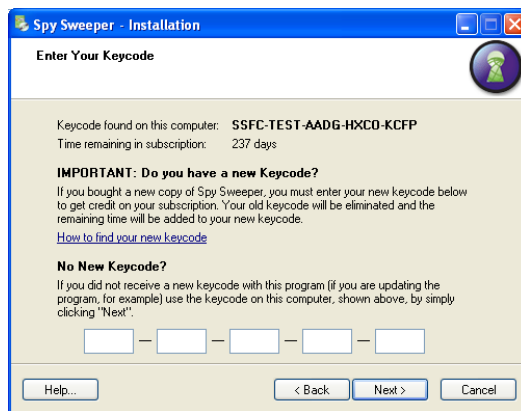 Spy Sweeper - Installation
Enter Your Keycode
Keycode found on this computer: SSFC-TEST-AADG-HXCO-KCFP
Time remaining in subscription: 237 days
IMPORTANT: Do you have a new Keycode?
If you bought a new copy of Spy Sweeper, you must enter your new keycode below
to get credit on your subscription. Your old keycode will be eliminated and the
remaining time will be added to your new keycode.
How to find your new keycode
No New Keycode?
If you did not receive a new keycode with this program (if you are updating the
program, for example) use the keycode on this computer, shown above, by simply
clicking "Next".
Help... < Back Next > Cancel